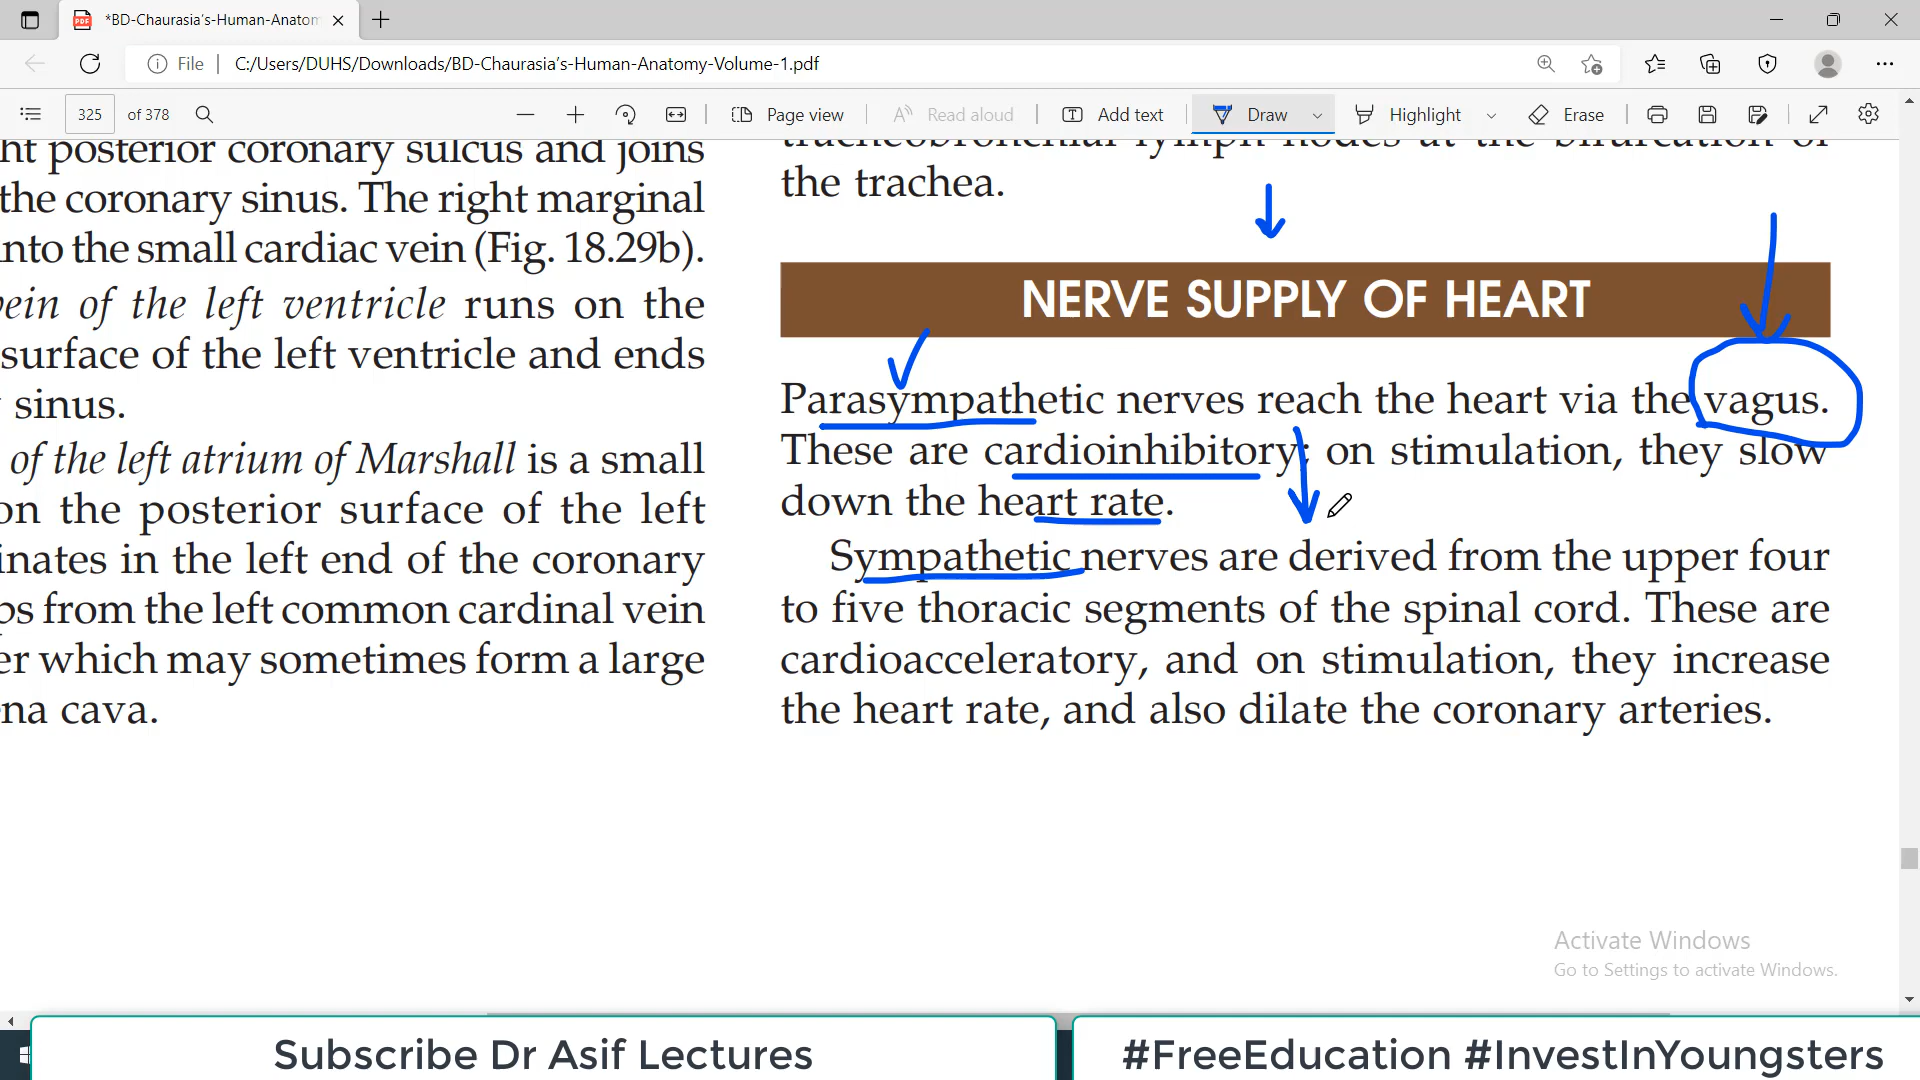 *BD-Chaurasia's-Human-Anatom
File
C:/Users/DUHS/Downloads/BD-Chaurasia's-Human-Anatomy-Volume-1.pdf
325 of 378
Page view
Read aloud
Add text
Draw
Highlight
Erase
ht posterior coronary sulcus and joins
the coronary sinus. The right marginal
nto the small cardiac vein (Fig. 18.29b).
vein of the left ventricle runs on the
surface of the left ventricle and ends
sinus.
of the left atrium of Marshall is a small
on the posterior surface of the left
inates in the left end of the coronary
ps from the left common cardinal vein
er which may sometimes form a large
na cava.
tracheobronchial lymph nodes at the bifurcation of
the trachea.
NERVE SUPPLY OF HEART
Parasympathetic nerves reach the heart via the vagus.
These are cardioinhibitory; on stimulation, they slow
down the heart rate.
Sympathetic nerves are derived from the upper four
to five thoracic segments of the spinal cord. These are
cardioacceleratory, and on stimulation, they increase
the heart rate, and also dilate the coronary arteries.
Activate Windows
Go to Settings to activate Windows.
Subscribe Dr Asif Lectures
#FreeEducation #InvestInYoungsters